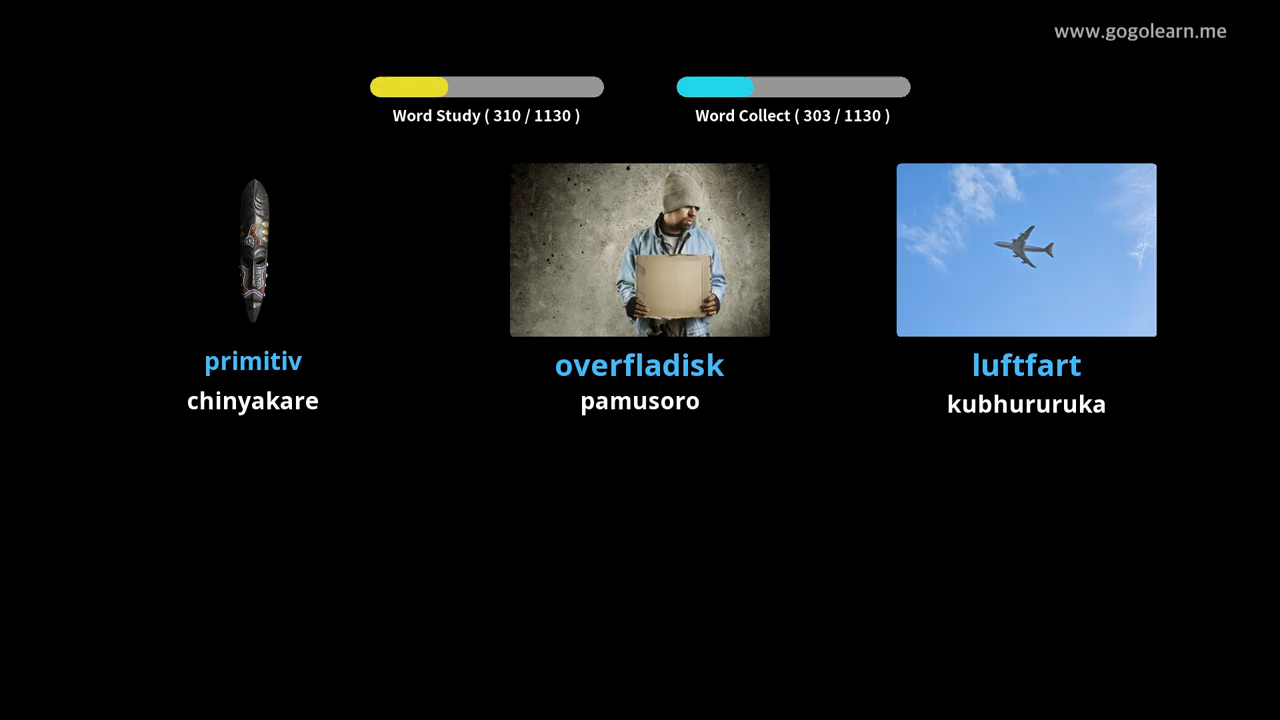 www.gogolearn.me
Word Study ( 310 / 1130 )
Word Collect ( 303 / 1130 )
primitiv
chinyakare
overfladisk
pamusoro
luftfart
kubhururuka